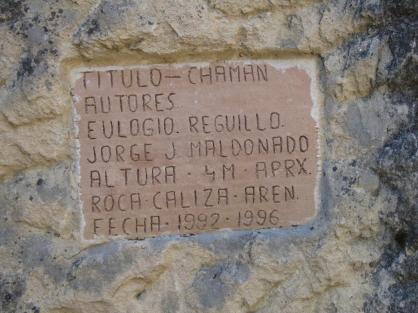 TITULO – CHAMAN
AUTORES
EULOGIO. REGUILLO.
JORGE J. MALDONADO
ALTURA · 4M · APRX.
ROCA · CALIZA · AREN.
FECHA · 1992 · 1996